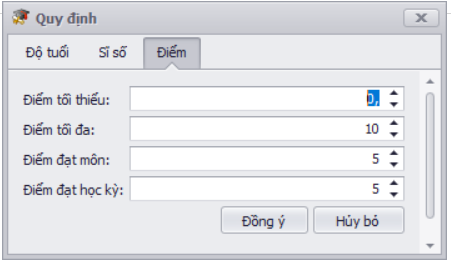 Quy định
Độ tuổi Sĩ số Điểm
Điểm tối thiểu: 0,
Điểm tối đa: 10
Điểm đạt môn: 5
Điểm đạt học kỳ: 5
Đồng ý Hủy bỏ